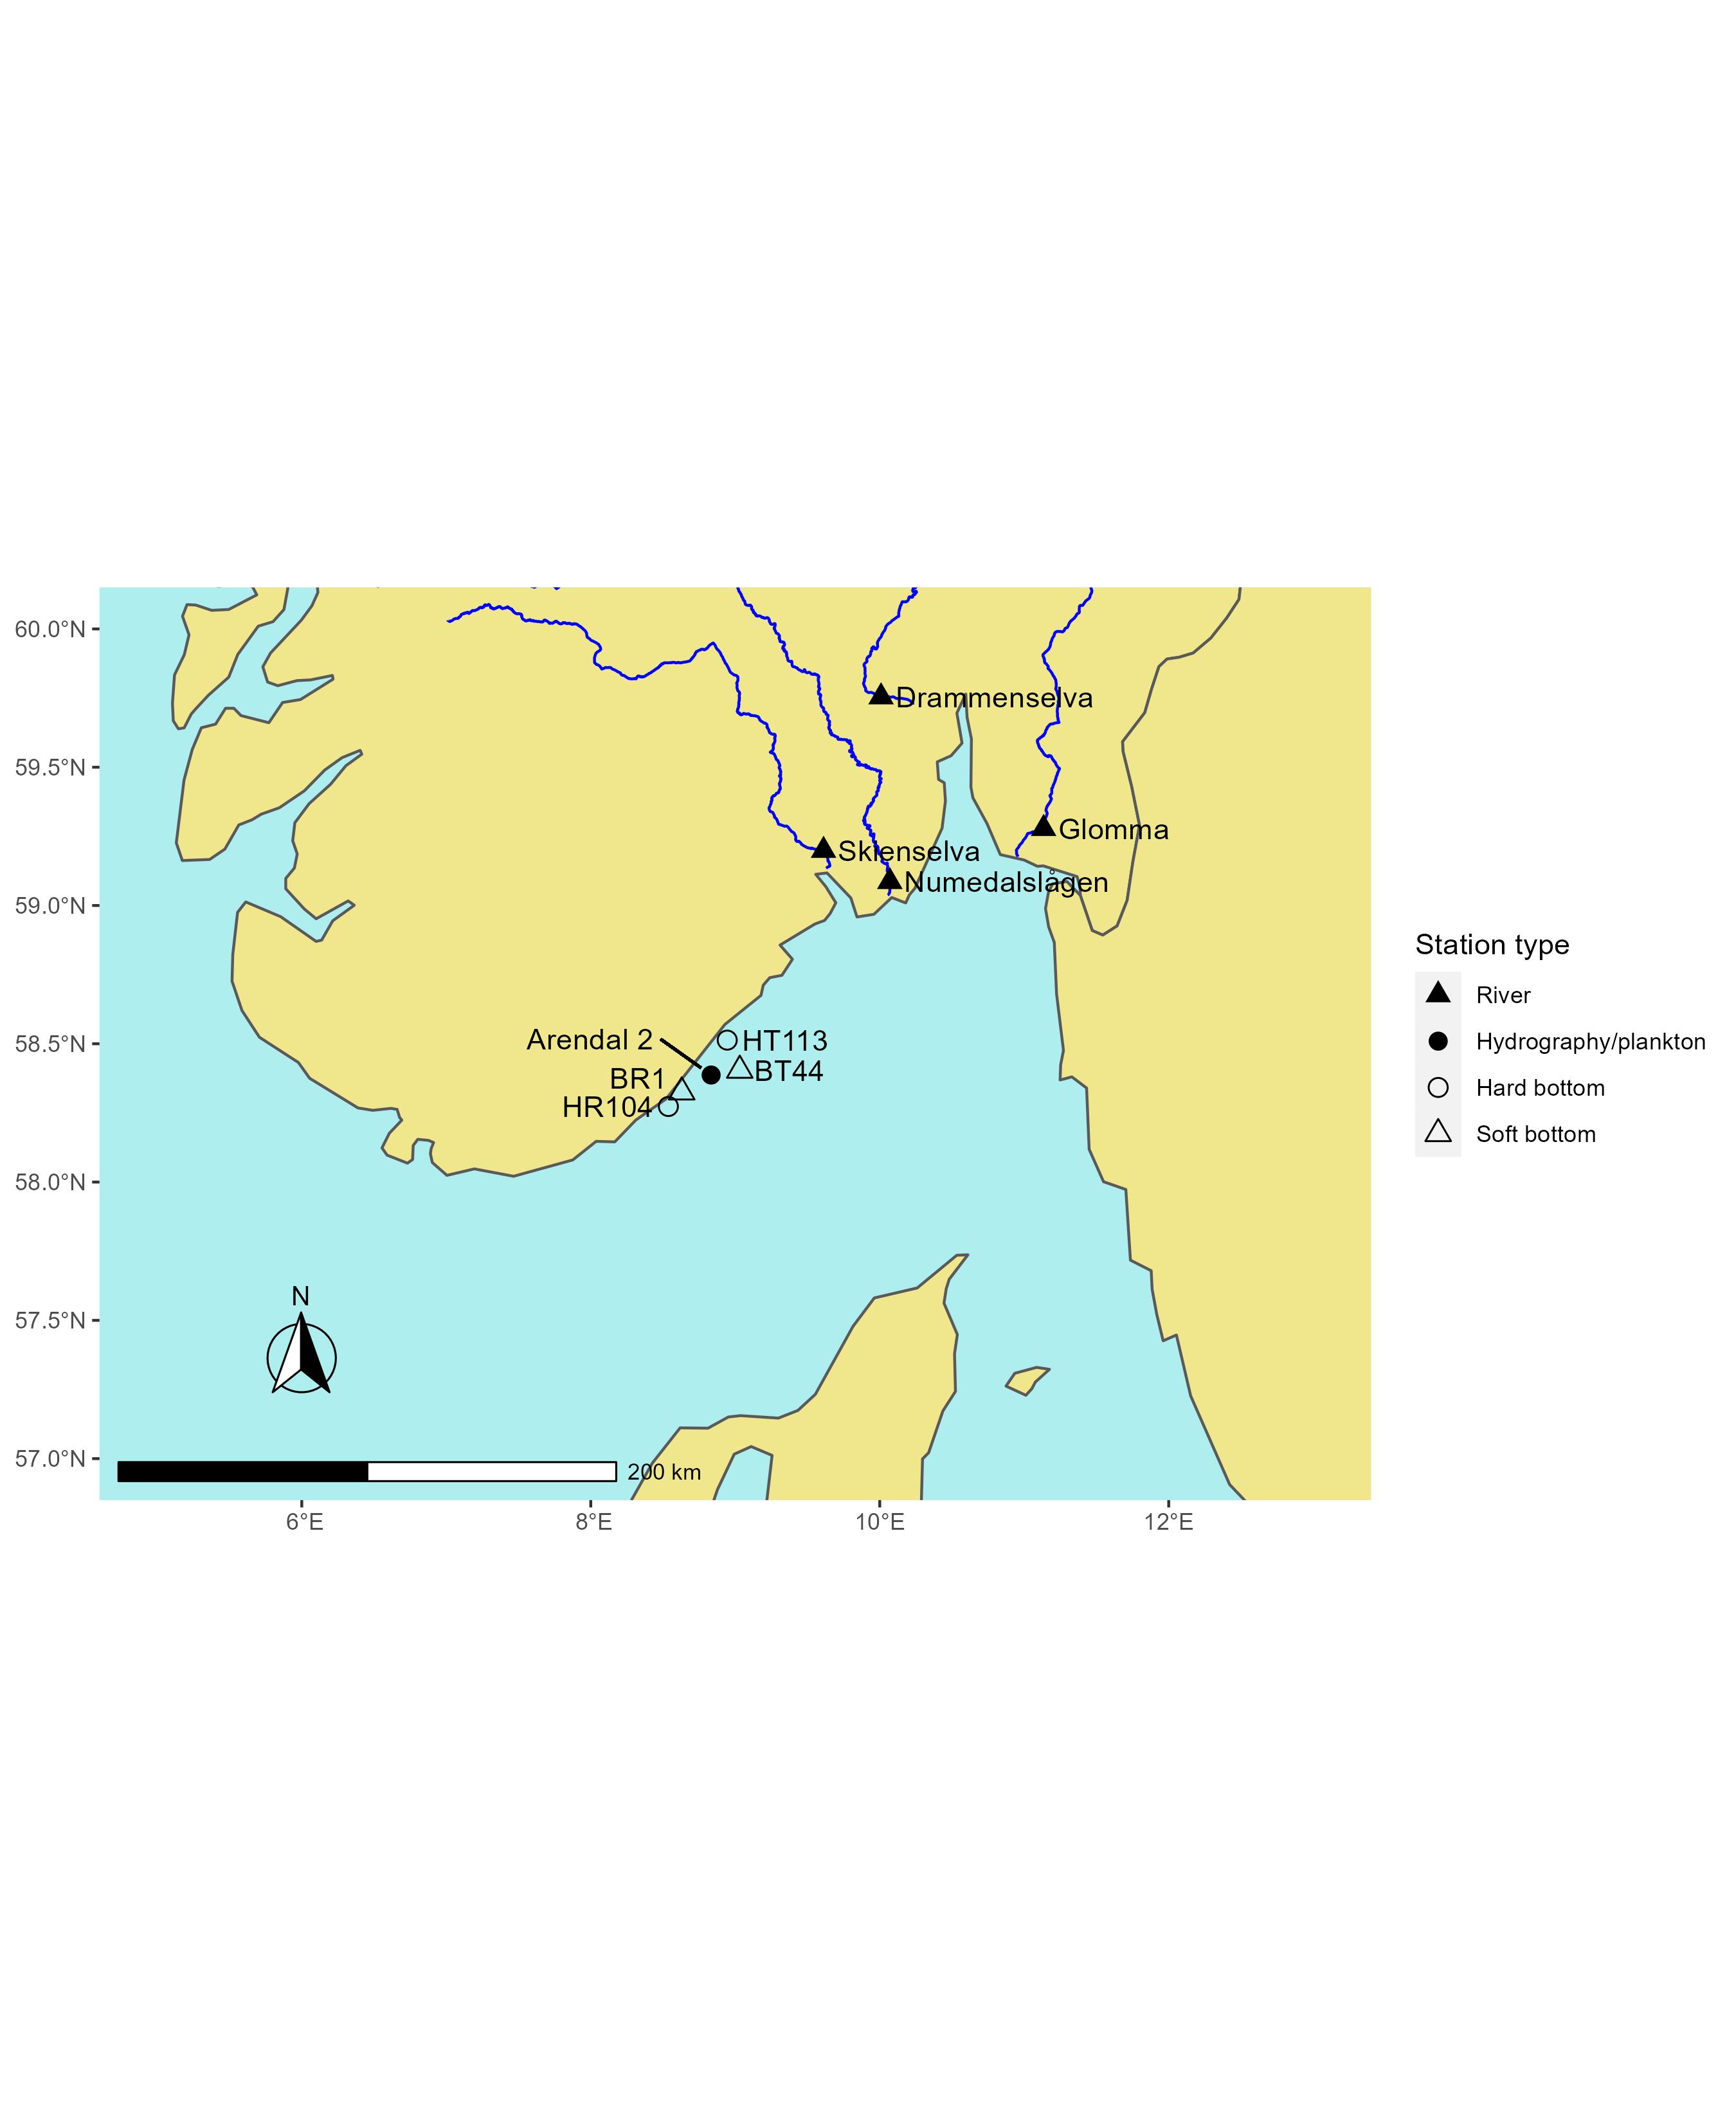 60.0°N
59.5°N
59.0°N
58.5°N
58.0°N
57.5°N
57.0°N
6°E
8°E
10°E
12°E
Drammenselva
Glomma
Skienselva
Numedalslågen
Arendal 2
HT113
BT44
BR1
HR104
N
200 km
Station type
River
Hydrography/plankton
Hard bottom
Soft bottom